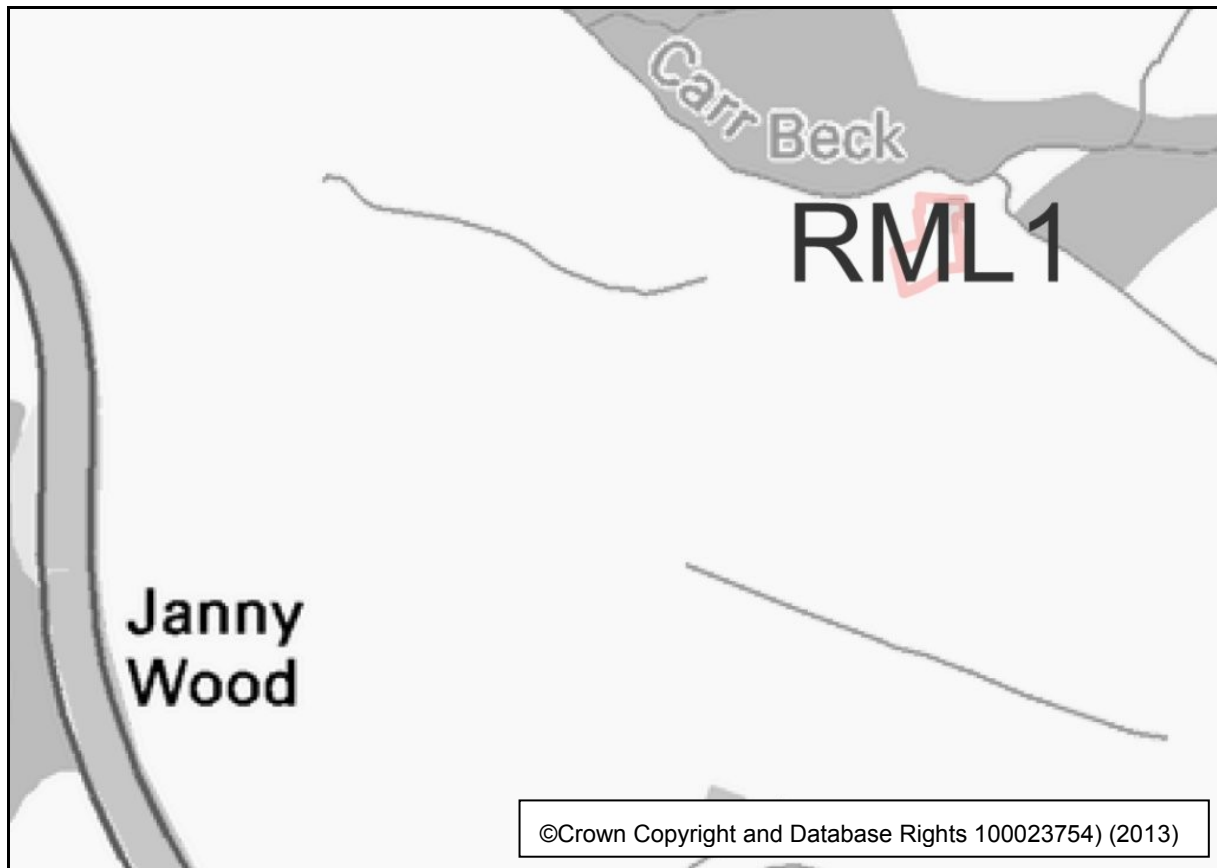 Carr Beck
RML1
Janny
Wood
©Crown Copyright and Database Rights 100023754) (2013)